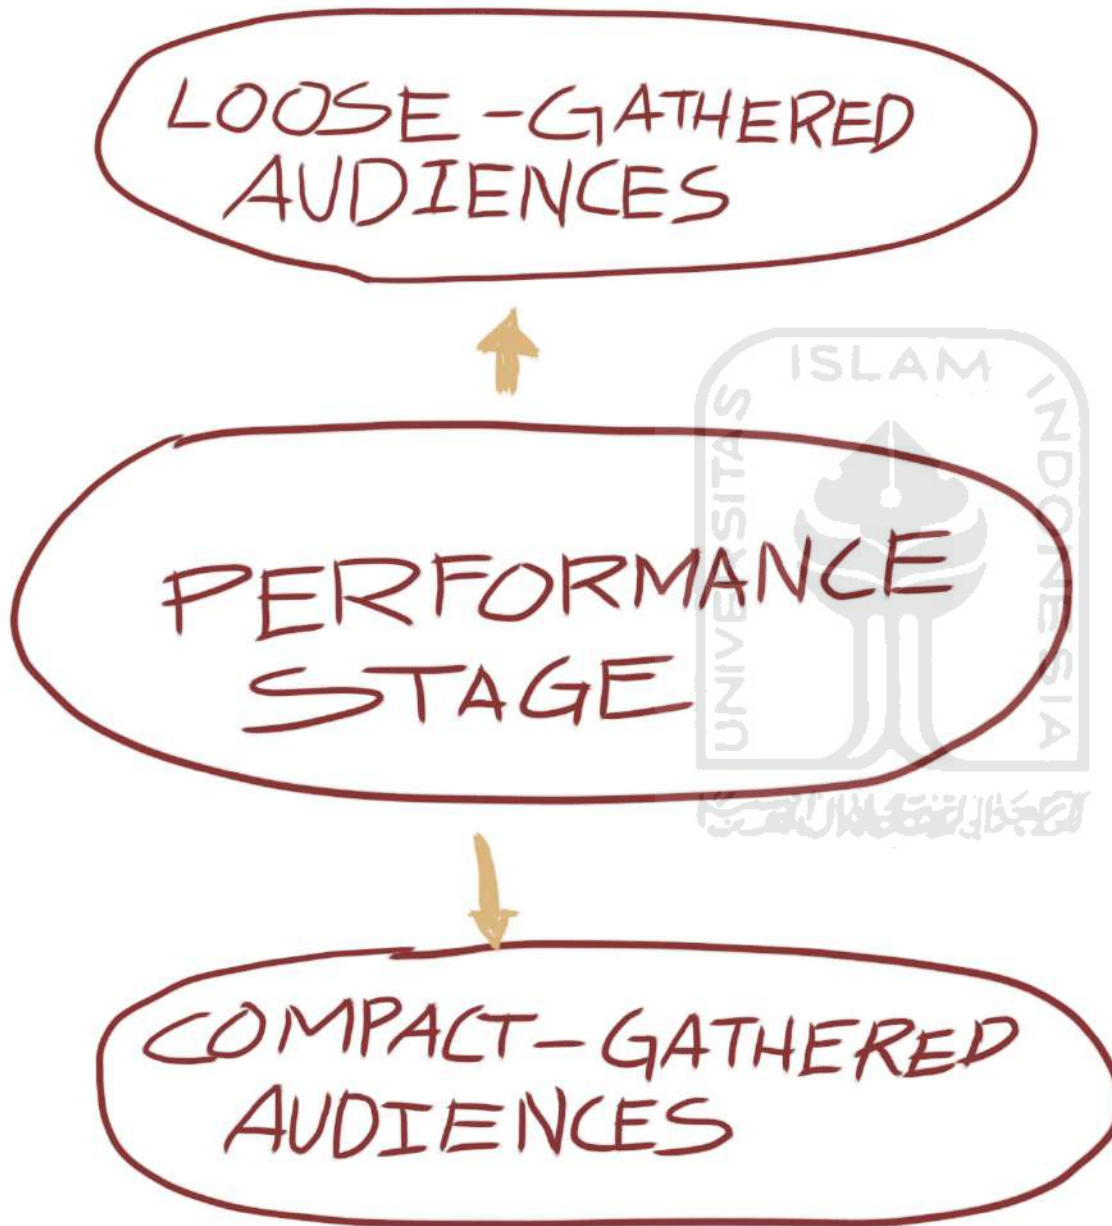 LOOSE-GATHERED
AUDIENCES
PERFORMANCE
STAGE
UNIVERSITAS
ISLAM
INDONESIA
COMPACT-GATHERED
AUDIENCES